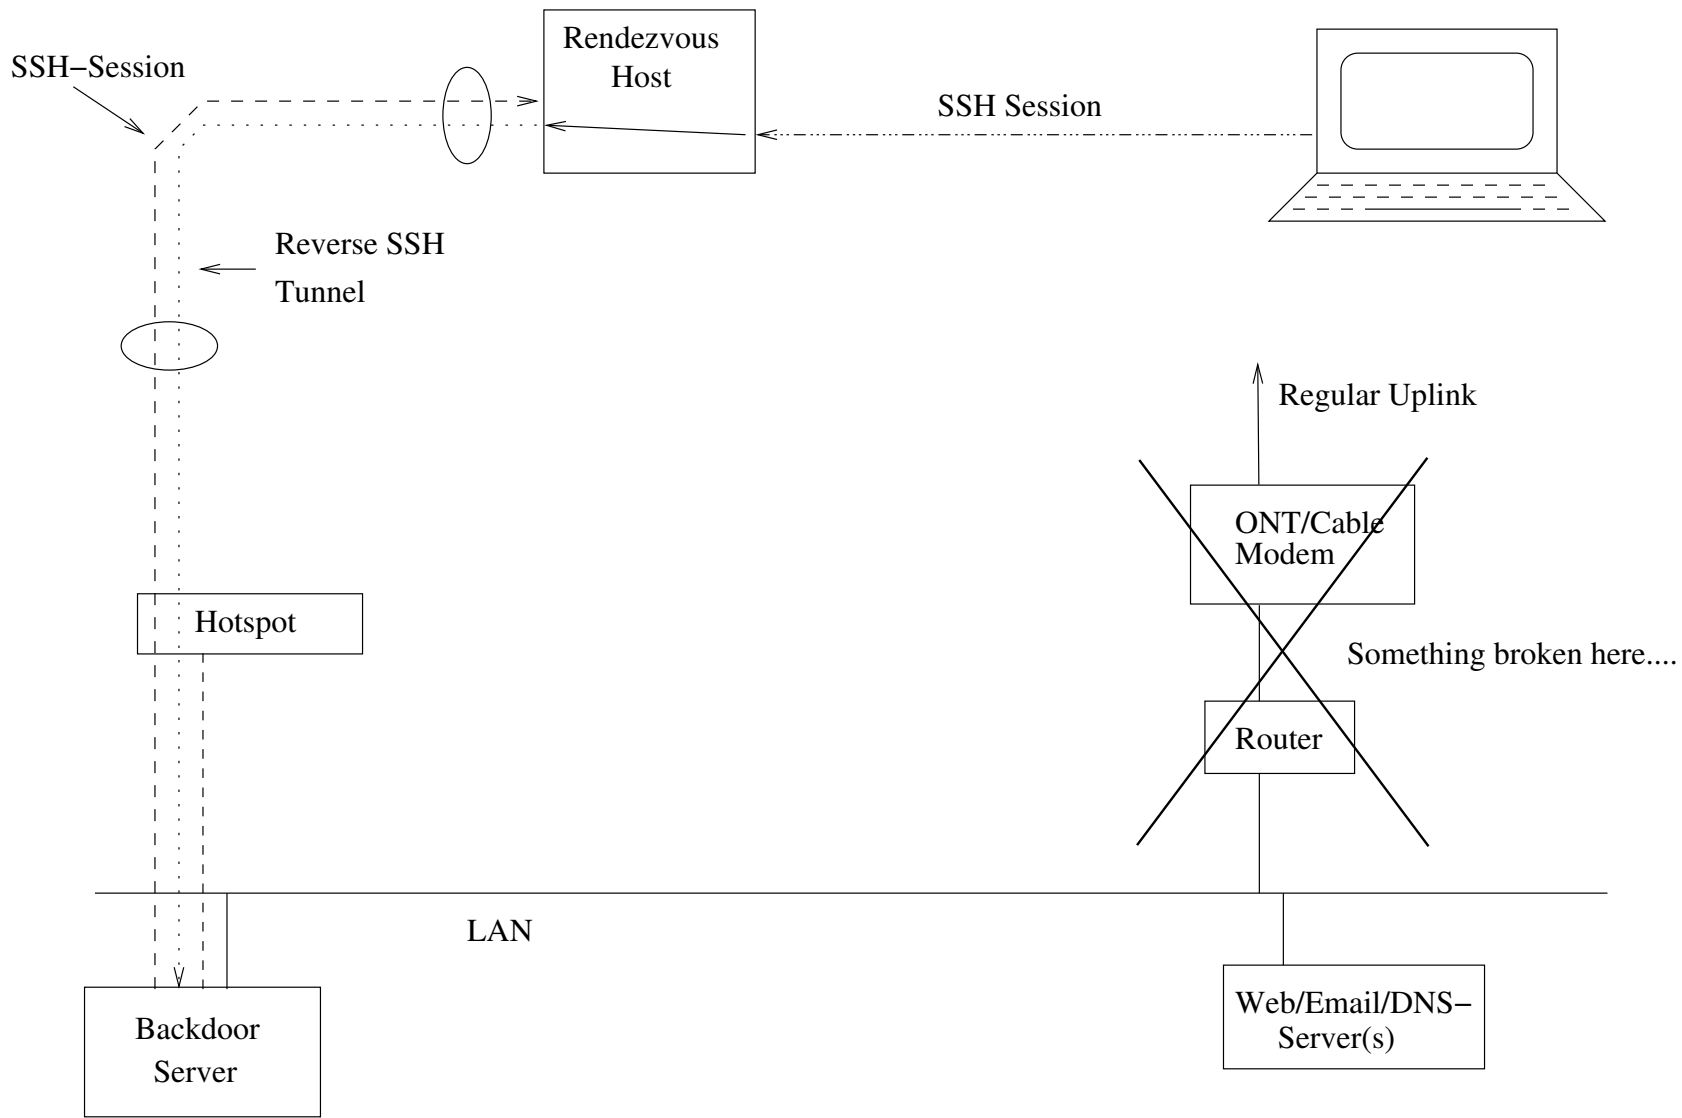 SSH−Session
Rendezvous
Host
SSH Session
Reverse SSH
Tunnel
Regular Uplink
ONT/Cable
Modem
Hotspot
Something broken here....
Router
LAN
Backdoor
Server
Web/Email/DNS−
Server(s)